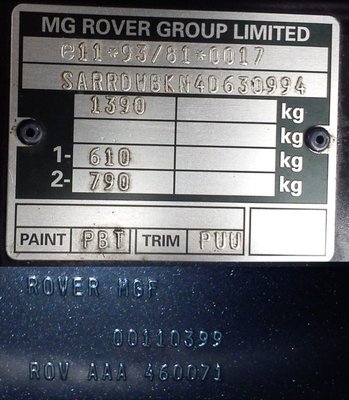 MG ROVER GROUP LIMITED
e11*93/81*0017
SARRDWBKN4D630994
1390 kg
kg
1- 610 kg
2- 790 kg
PAINT PBT TRIM PUU
ROVER MGF
00110399
ROV AAA 460071